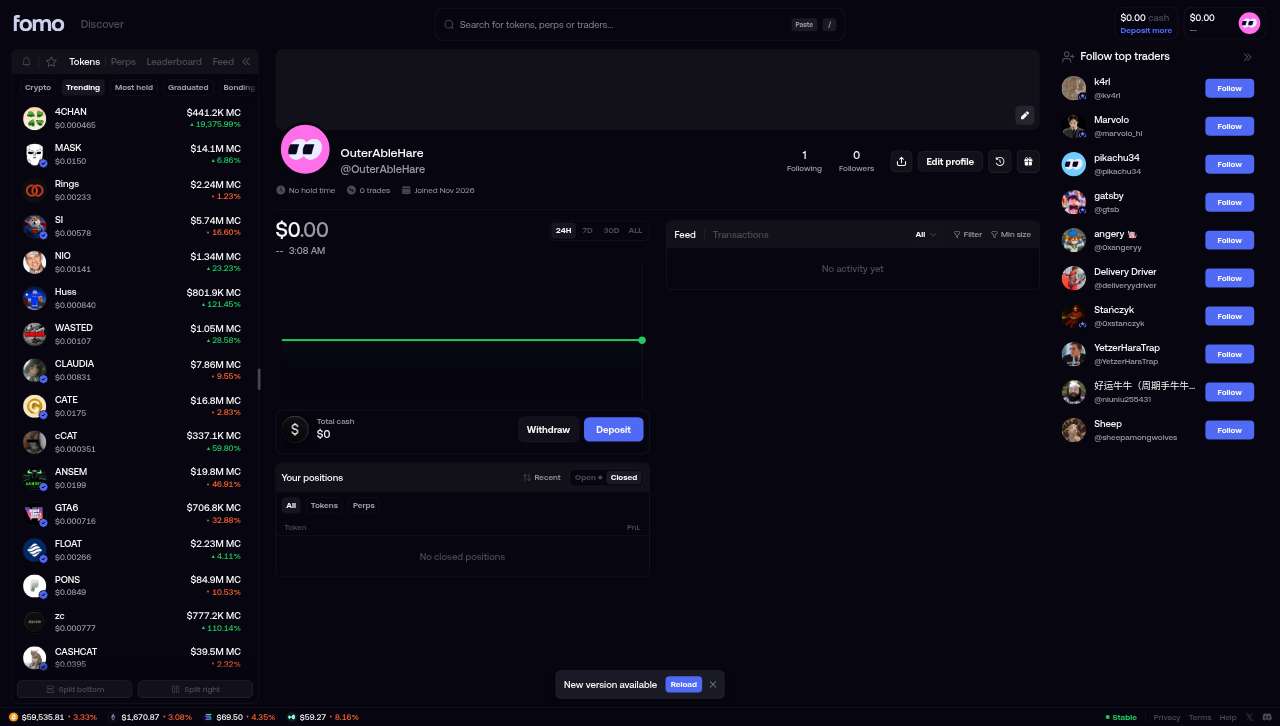 fomo Discover
Search for tokens, perps or traders... Paste /
$0.00 cash
Deposit more
$0.00
—
Tokens Perps Leaderboard Feed
Crypto Trending Most held Graduated Bonding
4CHAN $441.2K MC
$0.000465 19,375.99%
MASK $14.1M MC
$0.0150 6.86%
Rings $2.24M MC
$0.00233 1.23%
SI $5.74M MC
$0.00578 16.60%
NIO $1.34M MC
$0.00141 23.23%
Huss $801.9K MC
$0.000840 121.45%
WASTED $1.05M MC
$0.00107 28.58%
CLAUDIA $7.86M MC
$0.00831 9.55%
CATE $16.8M MC
$0.0175 2.83%
cCAT $337.1K MC
$0.000351 59.80%
ANSEM $19.8M MC
$0.0199 46.91%
GTA6 $706.8K MC
$0.000716 32.88%
FLOAT $2.23M MC
$0.00266 4.11%
PONS $84.9M MC
$0.0849 10.53%
zc $777.2K MC
$0.000777 110.14%
CASHCAT $39.5M MC
$0.0395 2.32%
Split bottom Split right
OuterAbleHare
@OuterAbleHare
No hold time 0 trades Joined Nov 2026
1 Following
0 Followers
Edit profile
$0.00
-- 3:08 AM
24H 7D 30D ALL
Total cash
$0
Withdraw Deposit
Your positions Recent Open Closed
All Tokens Perps
Token PnL
No closed positions
Feed Transactions All Filter Min size
No activity yet
Follow top traders
k4rl
@kv4rl
Follow
Marvolo
@marvolo_hl
Follow
pikachu34
@pikachu34
Follow
gatsby
@gtsb
Follow
angery
@0xangeryy
Follow
Delivery Driver
@deliveryydriver
Follow
Stańczyk
@0xstanczyk
Follow
YetzerHaraTrap
@YetzerHaraTrap
Follow
好运牛牛（周期手牛牛...
@niuniu255431
Follow
Sheep
@sheepamongwolves
Follow
New version available Reload
$59,535.81 3.33% $1,670.87 3.08% $69.50 4.35% $59.27 8.16%
Stable Privacy Terms Help